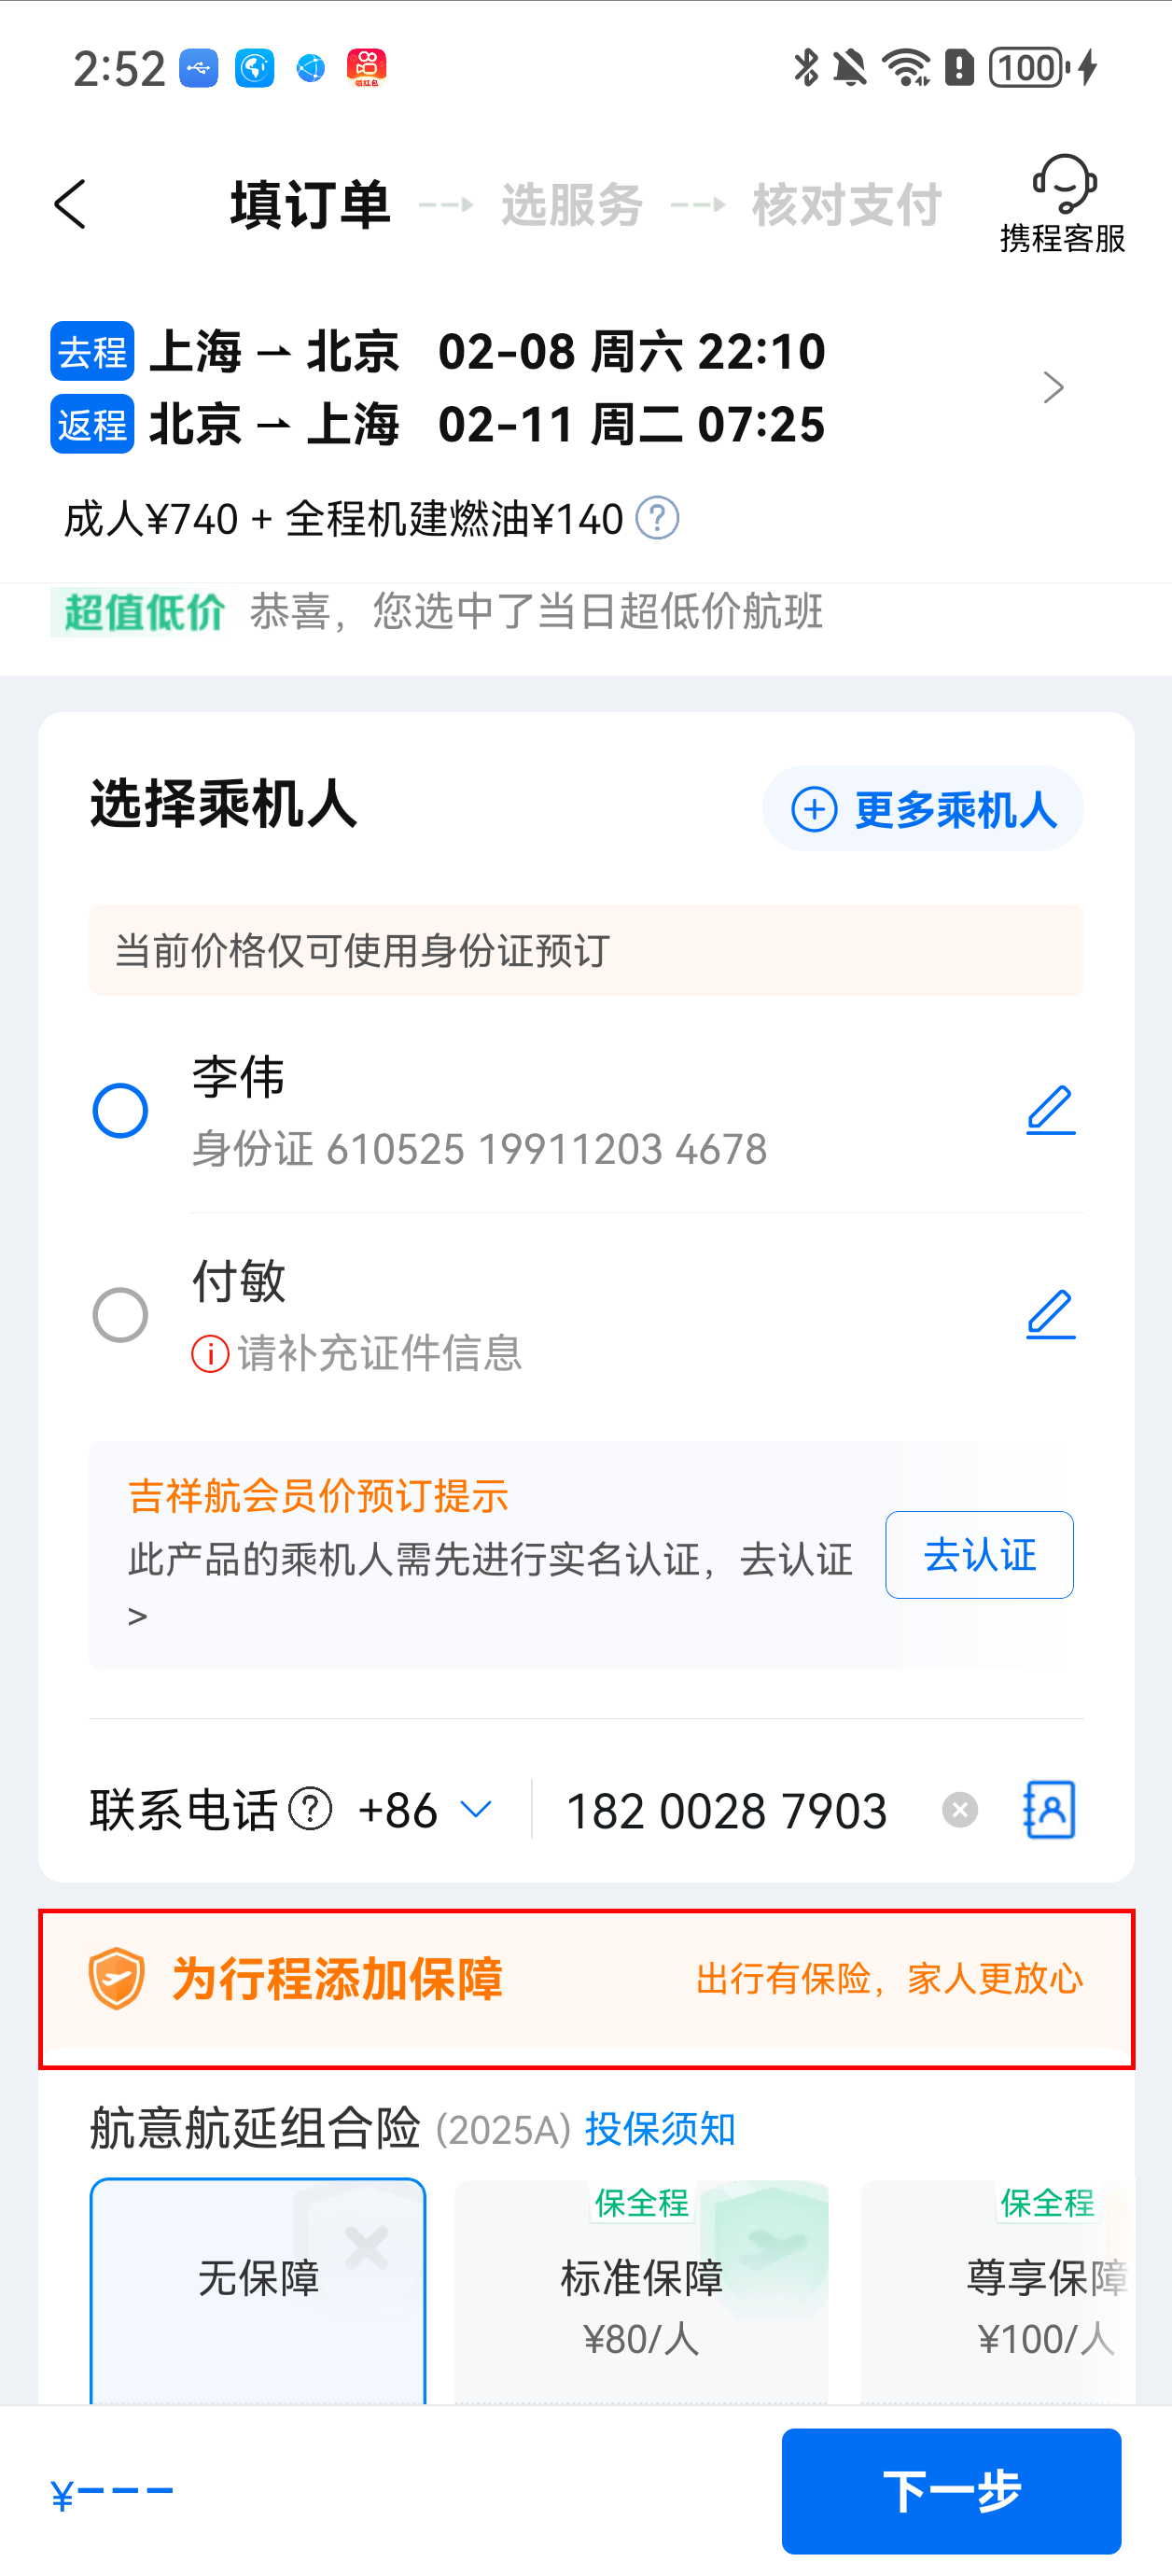 2:52
领红包
100
填订单 选服务 核对支付
携程客服
去程 上海 北京 02-08 周六 22:10
返程 北京 上海 02-11 周二 07:25
成人¥740 + 全程机建燃油¥140 ?
超值低价 恭喜，您选中了当日超低价航班
选择乘机人
更多乘机人
当前价格仅可使用身份证预订
李伟
身份证 610525 19911203 4678
付敏
请补充证件信息
吉祥航会员价预订提示
此产品的乘机人需先进行实名认证，去认证
>
去认证
联系电话 ? +86 182 0028 7903
为行程添加保障 出行有保险，家人更放心
航意航延组合险 (2025A) 投保须知
无保障
保全程
标准保障
¥80/人
保全程
尊享保障
¥100/人
¥---
下一步